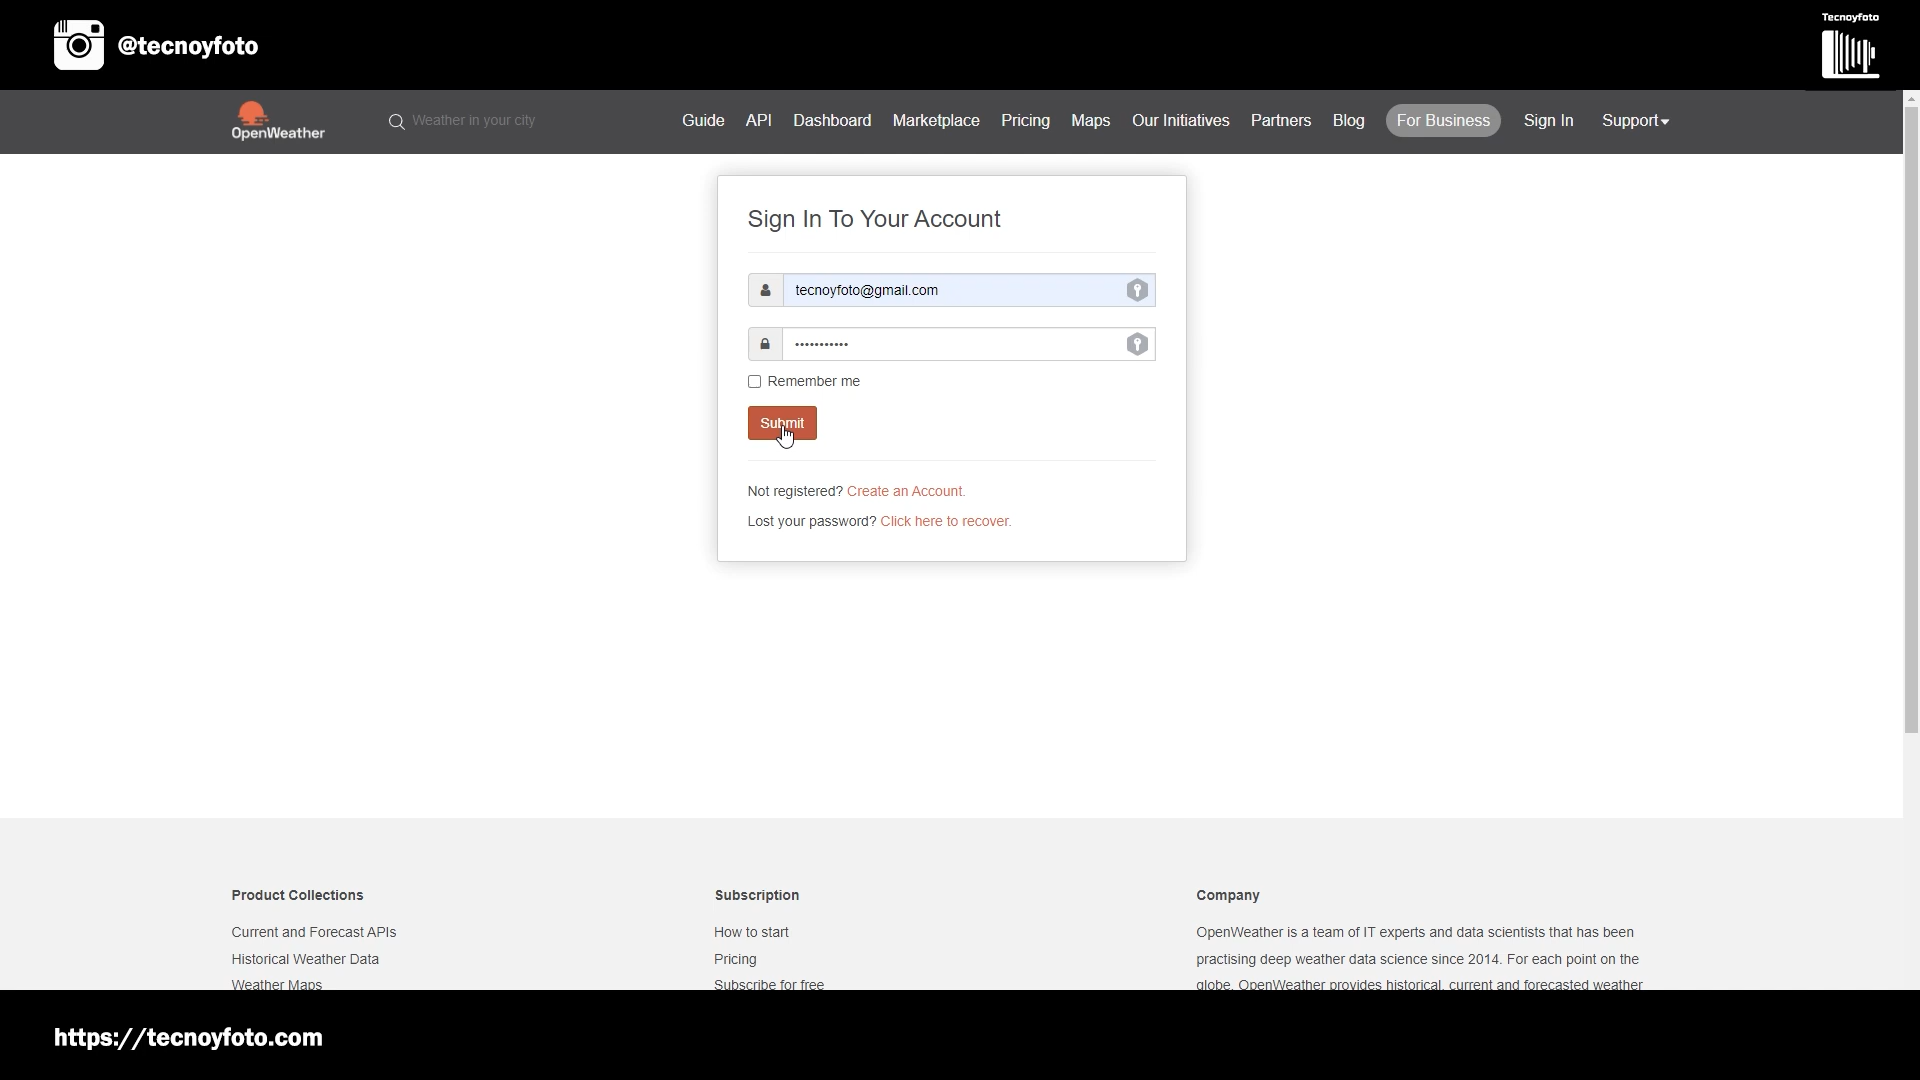 @tecnoyfoto
Tecnoyfoto
OpenWeather
Weather in your city
Guide API Dashboard Marketplace Pricing Maps Our Initiatives Partners Blog For Business Sign In Support
Sign In To Your Account
tecnoyfoto@gmail.com
•••••••••••
Remember me
Submit
Not registered? Create an Account.
Lost your password? Click here to recover.
Product Collections
Current and Forecast APIs
Historical Weather Data
Weather Maps
Subscription
How to start
Pricing
Subscribe for free
Company
OpenWeather is a team of IT experts and data scientists that has been
practising deep weather data science since 2014. For each point on the
globe, OpenWeather provides historical, current and forecasted weather
https://tecnoyfoto.com